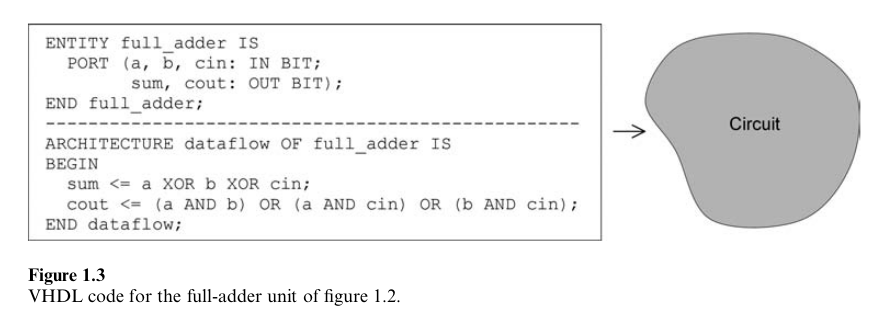 ENTITY full_adder IS
PORT (a, b, cin: IN BIT;
sum, cout: OUT BIT);
END full_adder;
--------------------------------------------------
ARCHITECTURE dataflow OF full_adder IS
BEGIN
sum <= a XOR b XOR cin;
cout <= (a AND b) OR (a AND cin) OR (b AND cin);
END dataflow;
Circuit
Figure 1.3
VHDL code for the full-adder unit of figure 1.2.